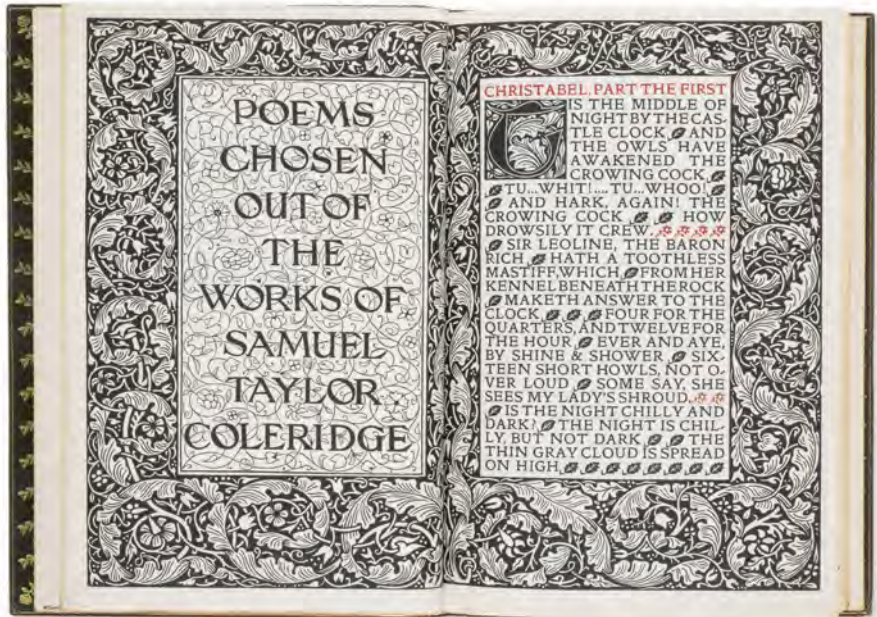 POEMS
CHOSEN
OUT OF
THE
WORKS OF
SAMUEL
TAYLOR
COLERIDGE
CHRISTABEL, PART THE FIRST
TIS THE MIDDLE OF
NIGHT BY THE CAS-
TLE CLOCK AND
THE OWLS HAVE
AWAKENED THE
CROWING COCK
TU...WHIT!....TU...WHOO!
AND HARK, AGAIN! THE
CROWING COCK HOW
DROWSILY IT CREW.
SIR LEOLINE, THE BARON
RICH, HATH A TOOTHLESS
MASTIFF, WHICH FROM HER
KENNEL BENEATH THE ROCK
MAKETH ANSWER TO THE
CLOCK FOUR FOR THE
QUARTERS, AND TWELVE FOR
THE HOUR EVER AND AYE,
BY SHINE & SHOWER SIX-
TEEN SHORT HOWLS, NOT O-
VER LOUD SOME SAY, SHE
SEES MY LADY'S SHROUD.
IS THE NIGHT CHILLY AND
DARK? THE NIGHT IS CHIL-
LY, BUT NOT DARK THE
THIN GRAY CLOUD IS SPREAD
ON HIGH